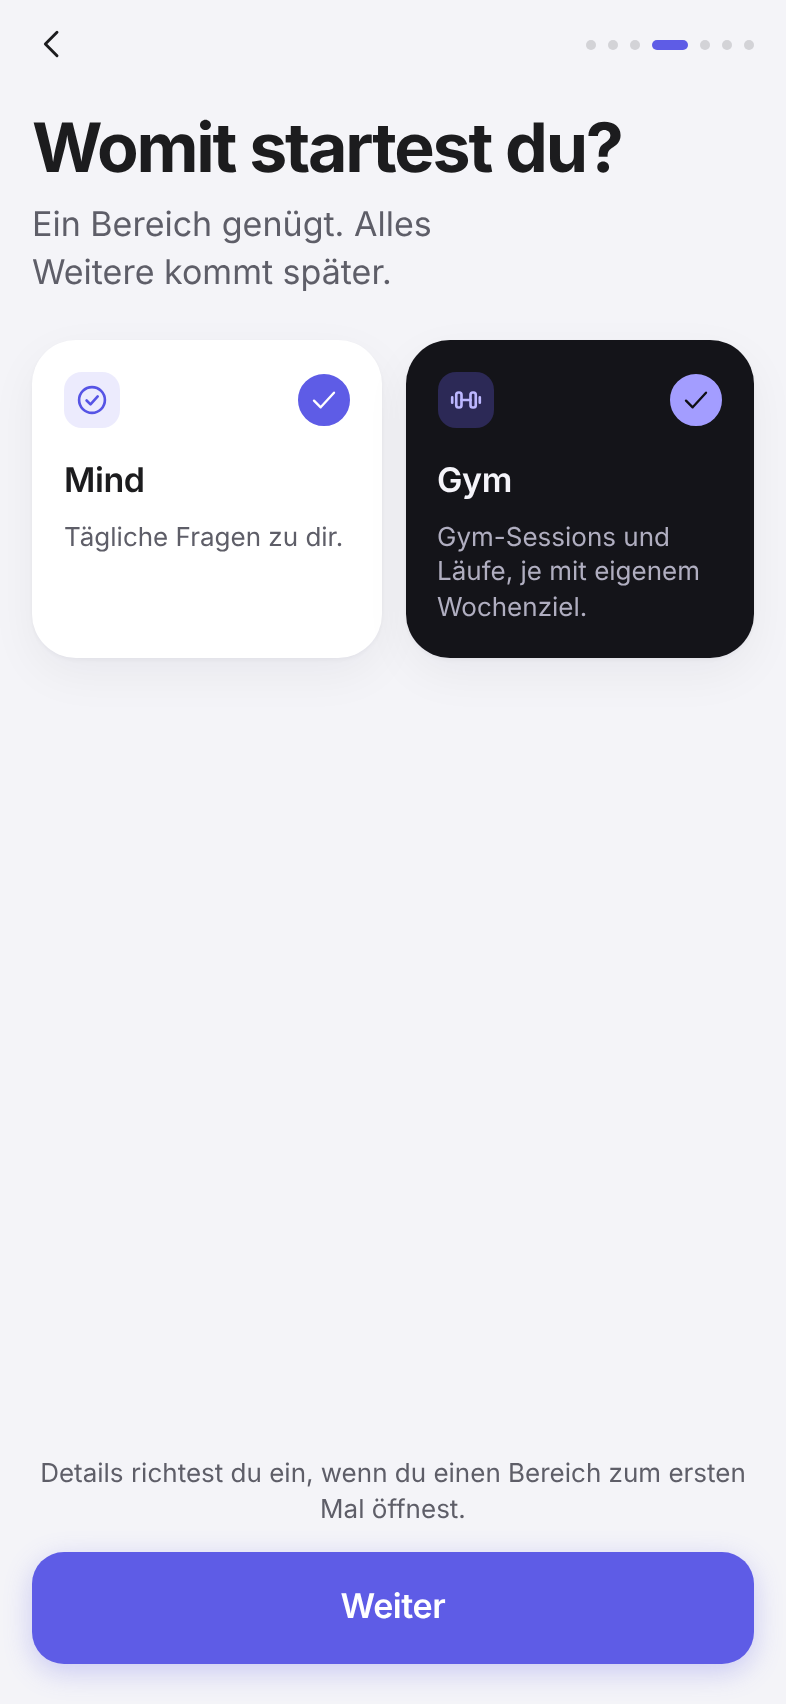 Womit startest du?
Ein Bereich genügt. Alles
Weitere kommt später.
Mind
Tägliche Fragen zu dir.
Gym
Gym-Sessions und
Läufe, je mit eigenem
Wochenziel.
Details richtest du ein, wenn du einen Bereich zum ersten
Mal öffnest.
Weiter